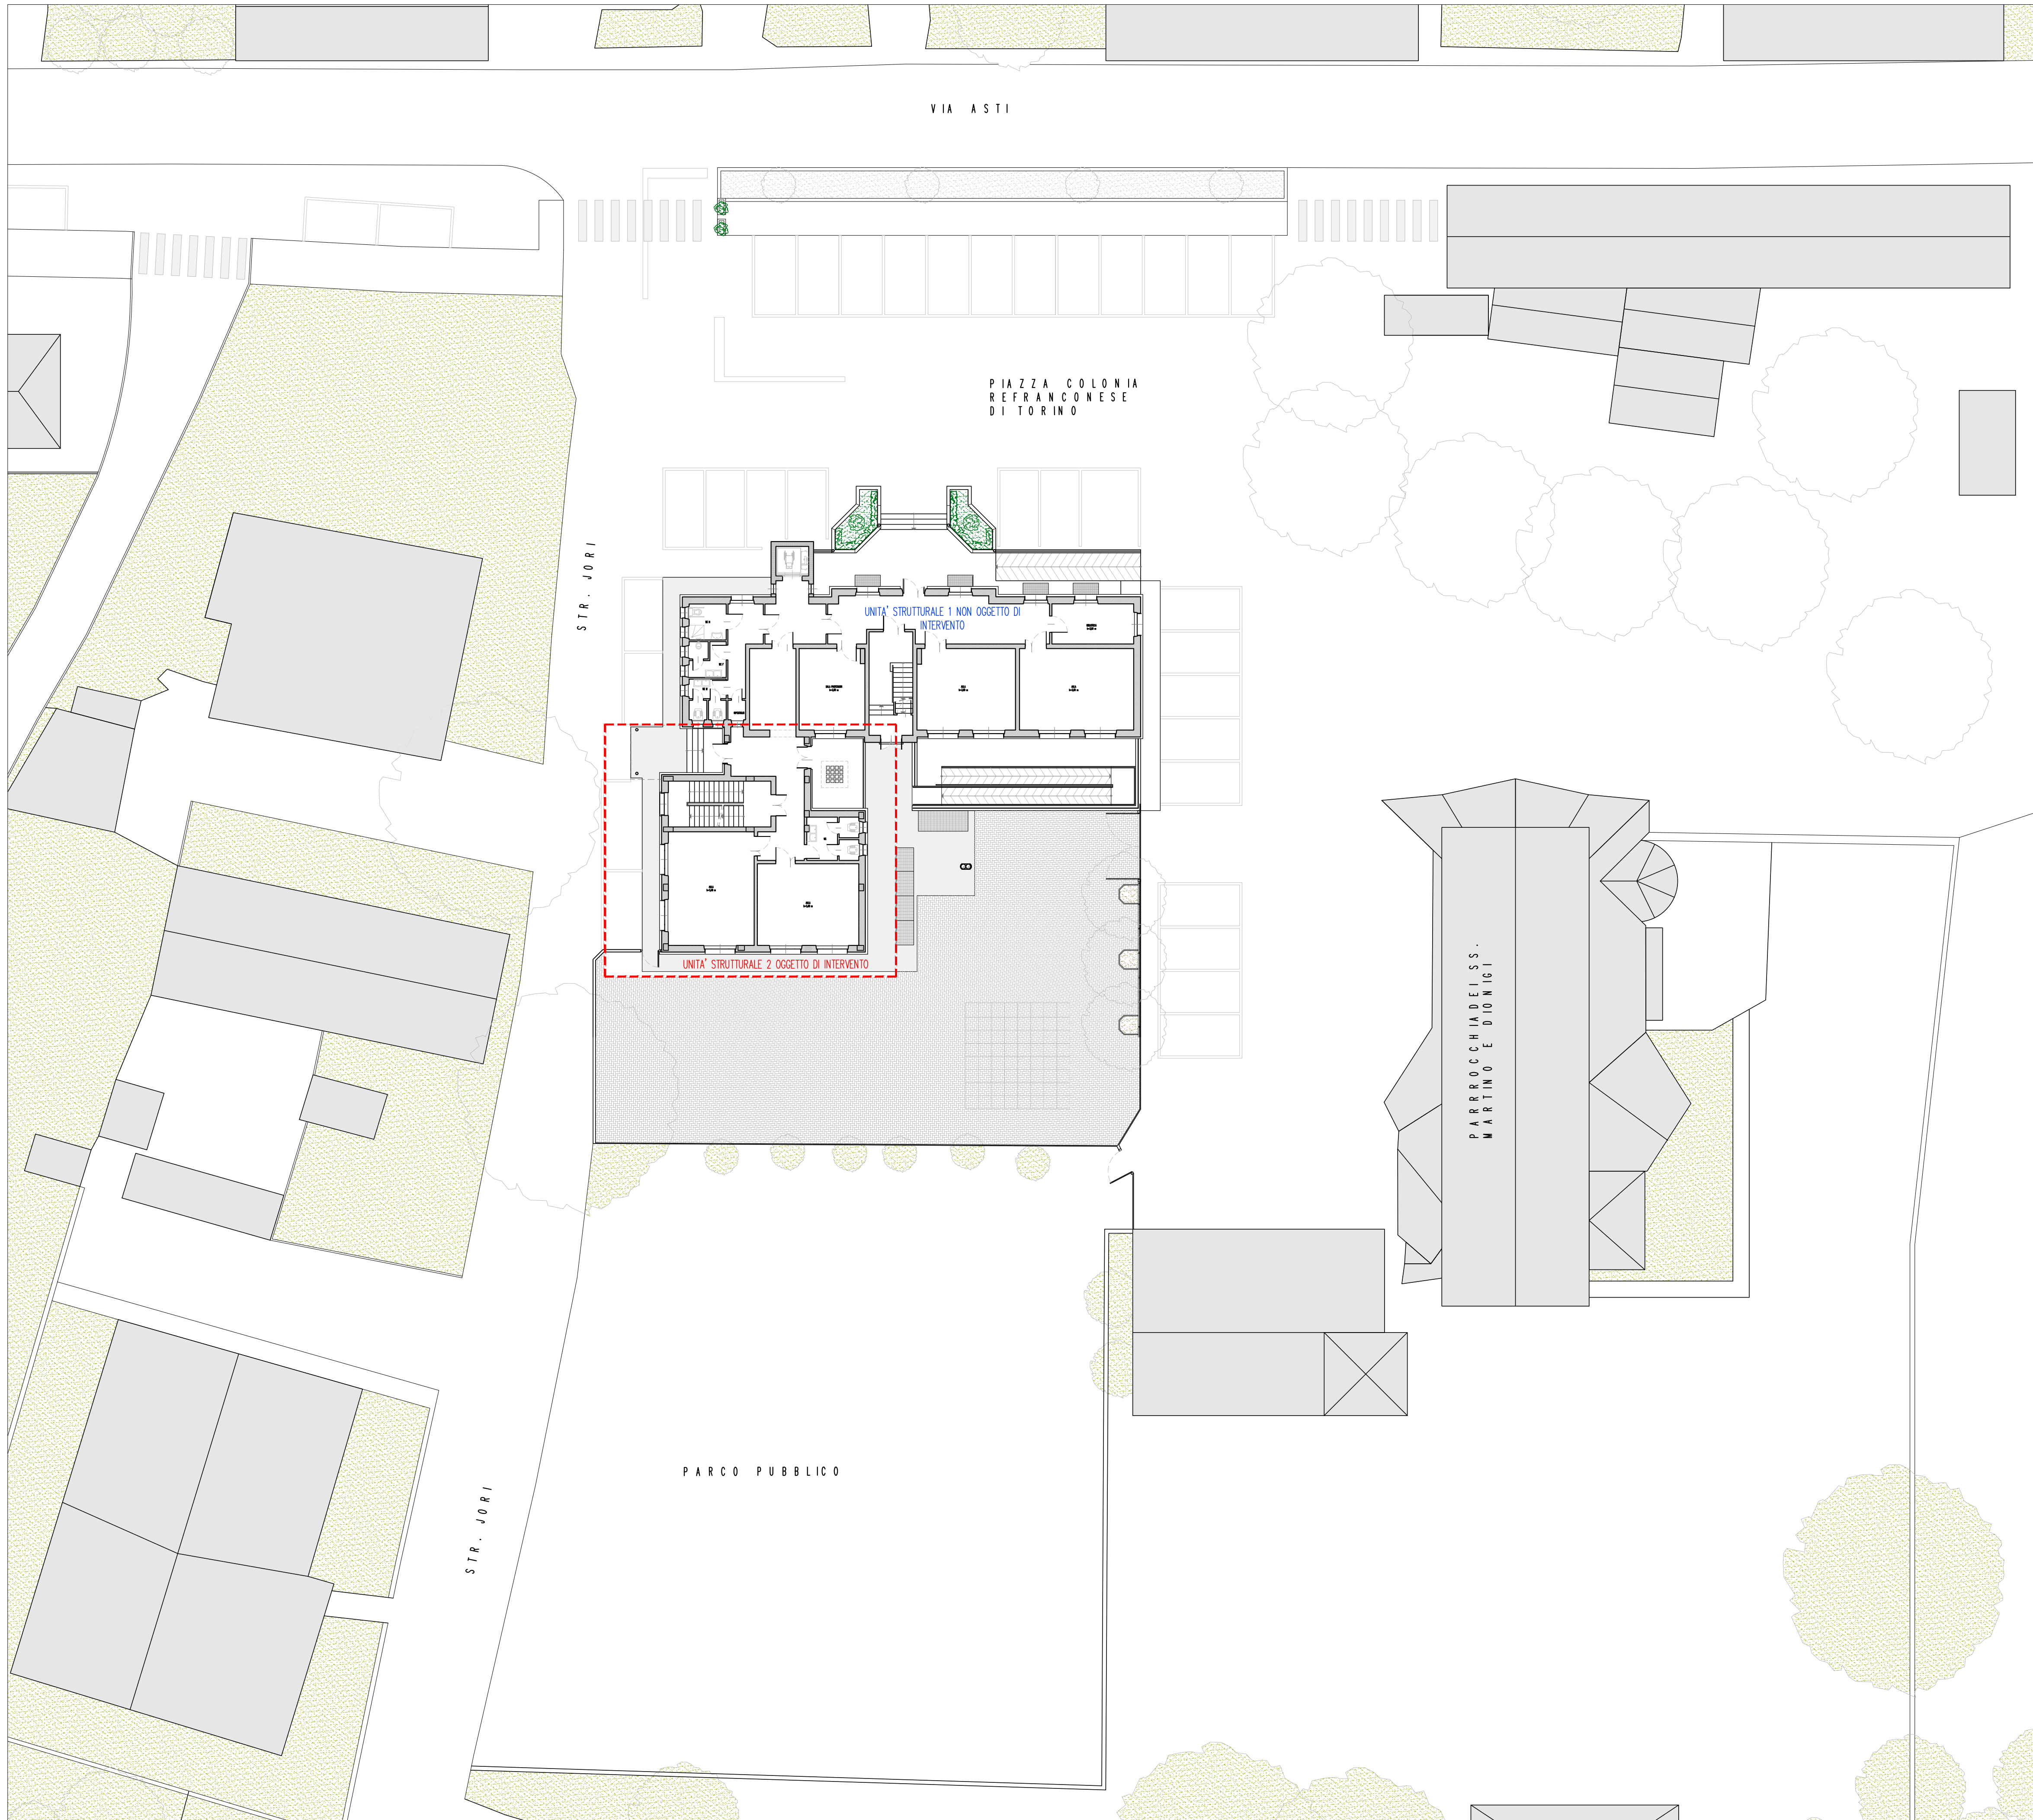 VIA ASTI
PIAZZA COLONIA
REFRANCONESE
DI TORINO
STR. JORI
UNITA' STRUTTURALE 1 NON OGGETTO DI
INTERVENTO
UNITA' STRUTTURALE 2 OGGETTO DI INTERVENTO
PARRROCCHIA DEI SS.
MARTINO E DIONIGI
PARCO PUBBLICO
STR. JORI